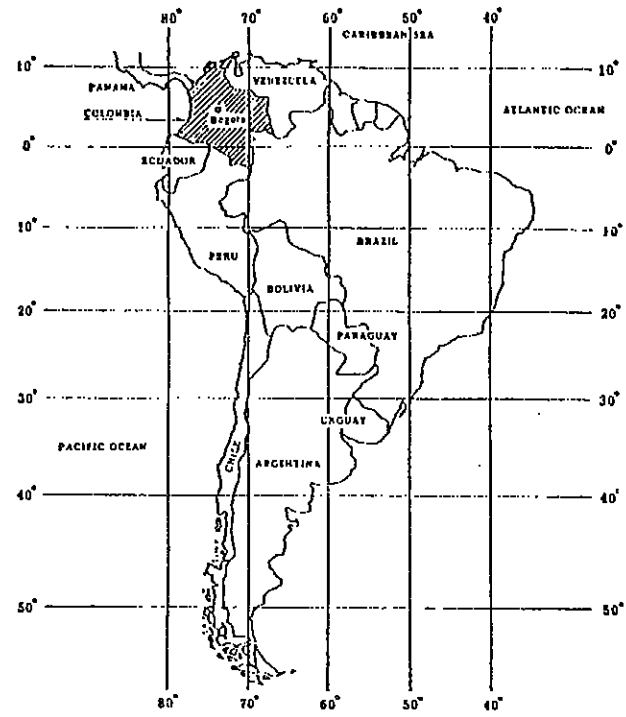 80° 70° 60° 50° 40°
CARIBBEAN SEA
10° 10°
PANAMA VENEZUELA
COLOMBIA Bogota ATLANTIC OCEAN
0° 0°
ECUADOR
10° 10°
PERU BRAZIL
BOLIVIA
20° 20°
PARAGUAY
30° 30°
URUGUAY
PACIFIC OCEAN CHILE ARGENTINA
40° 40°
50° 50°
80° 70° 60° 50° 40°